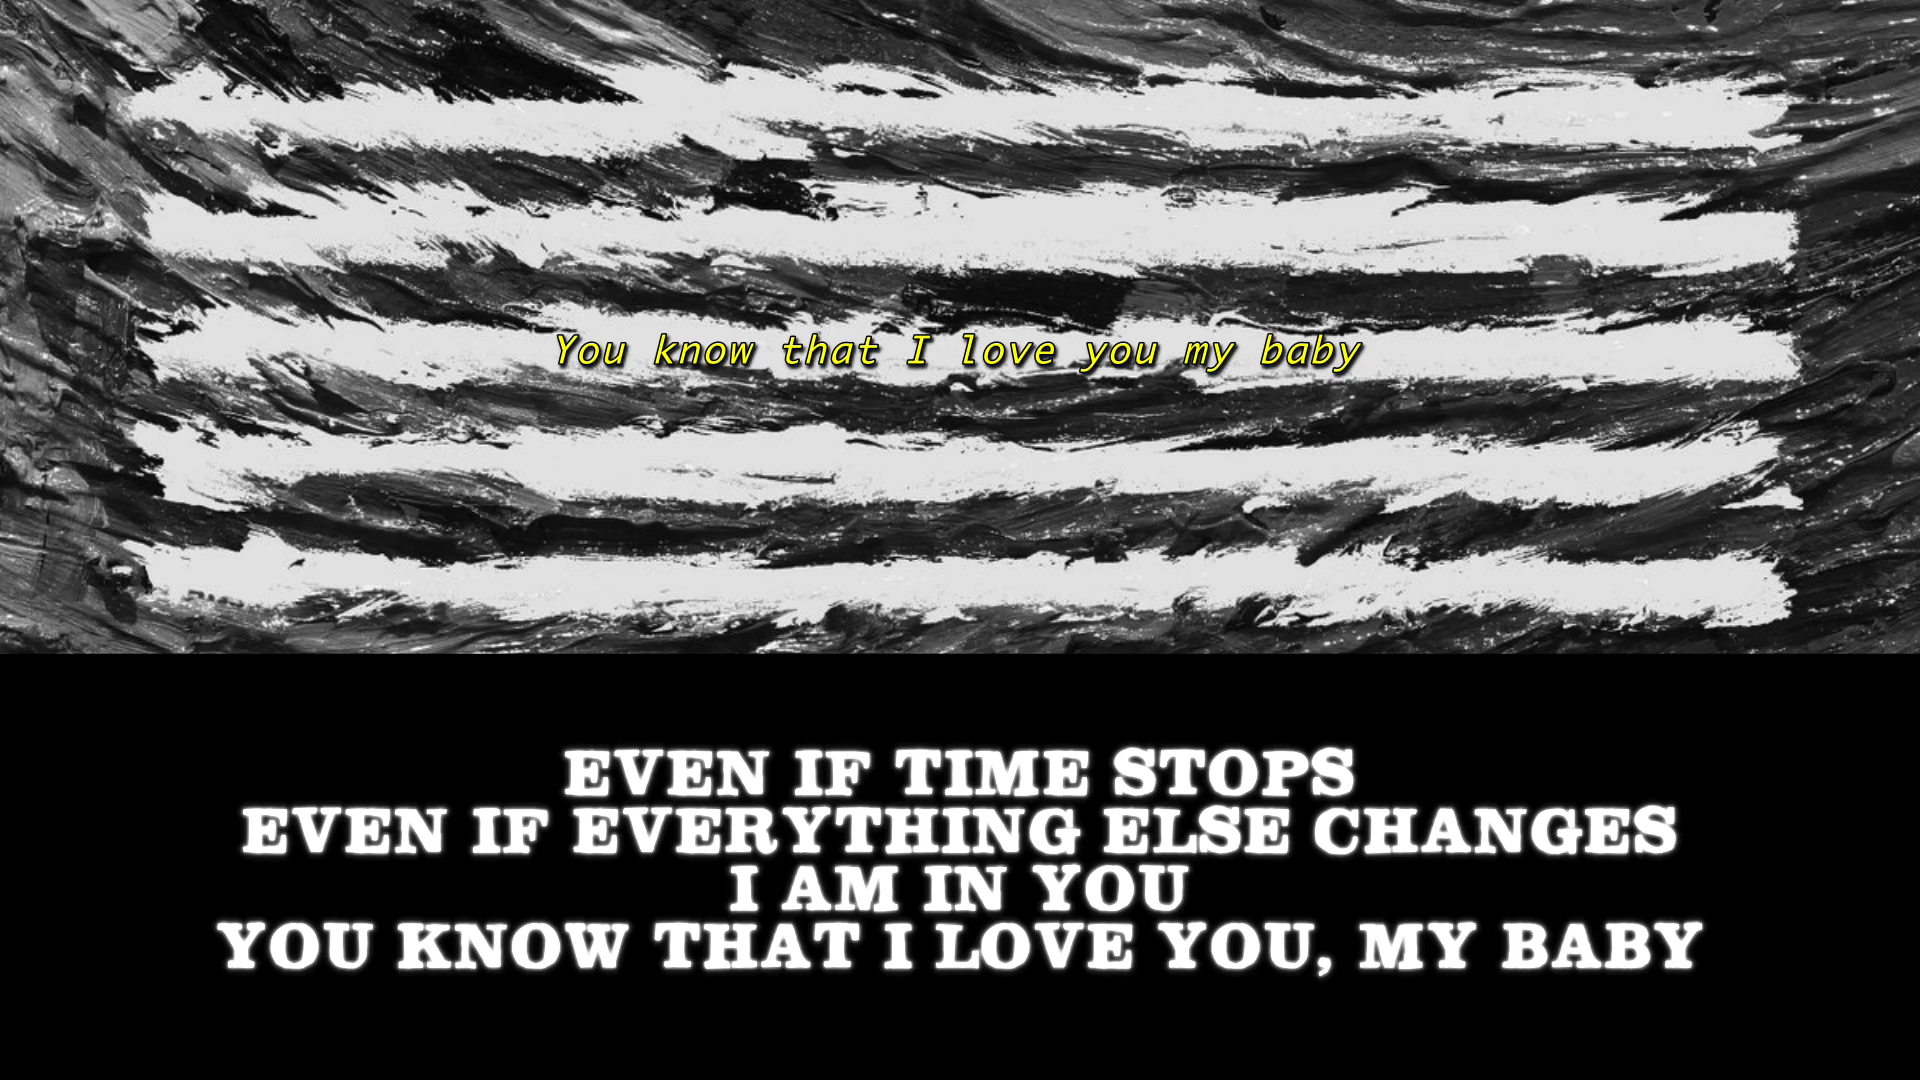 You know that I love you my baby
EVEN IF TIME STOPS
EVEN IF EVERYTHING ELSE CHANGES
I AM IN YOU
YOU KNOW THAT I LOVE YOU, MY BABY